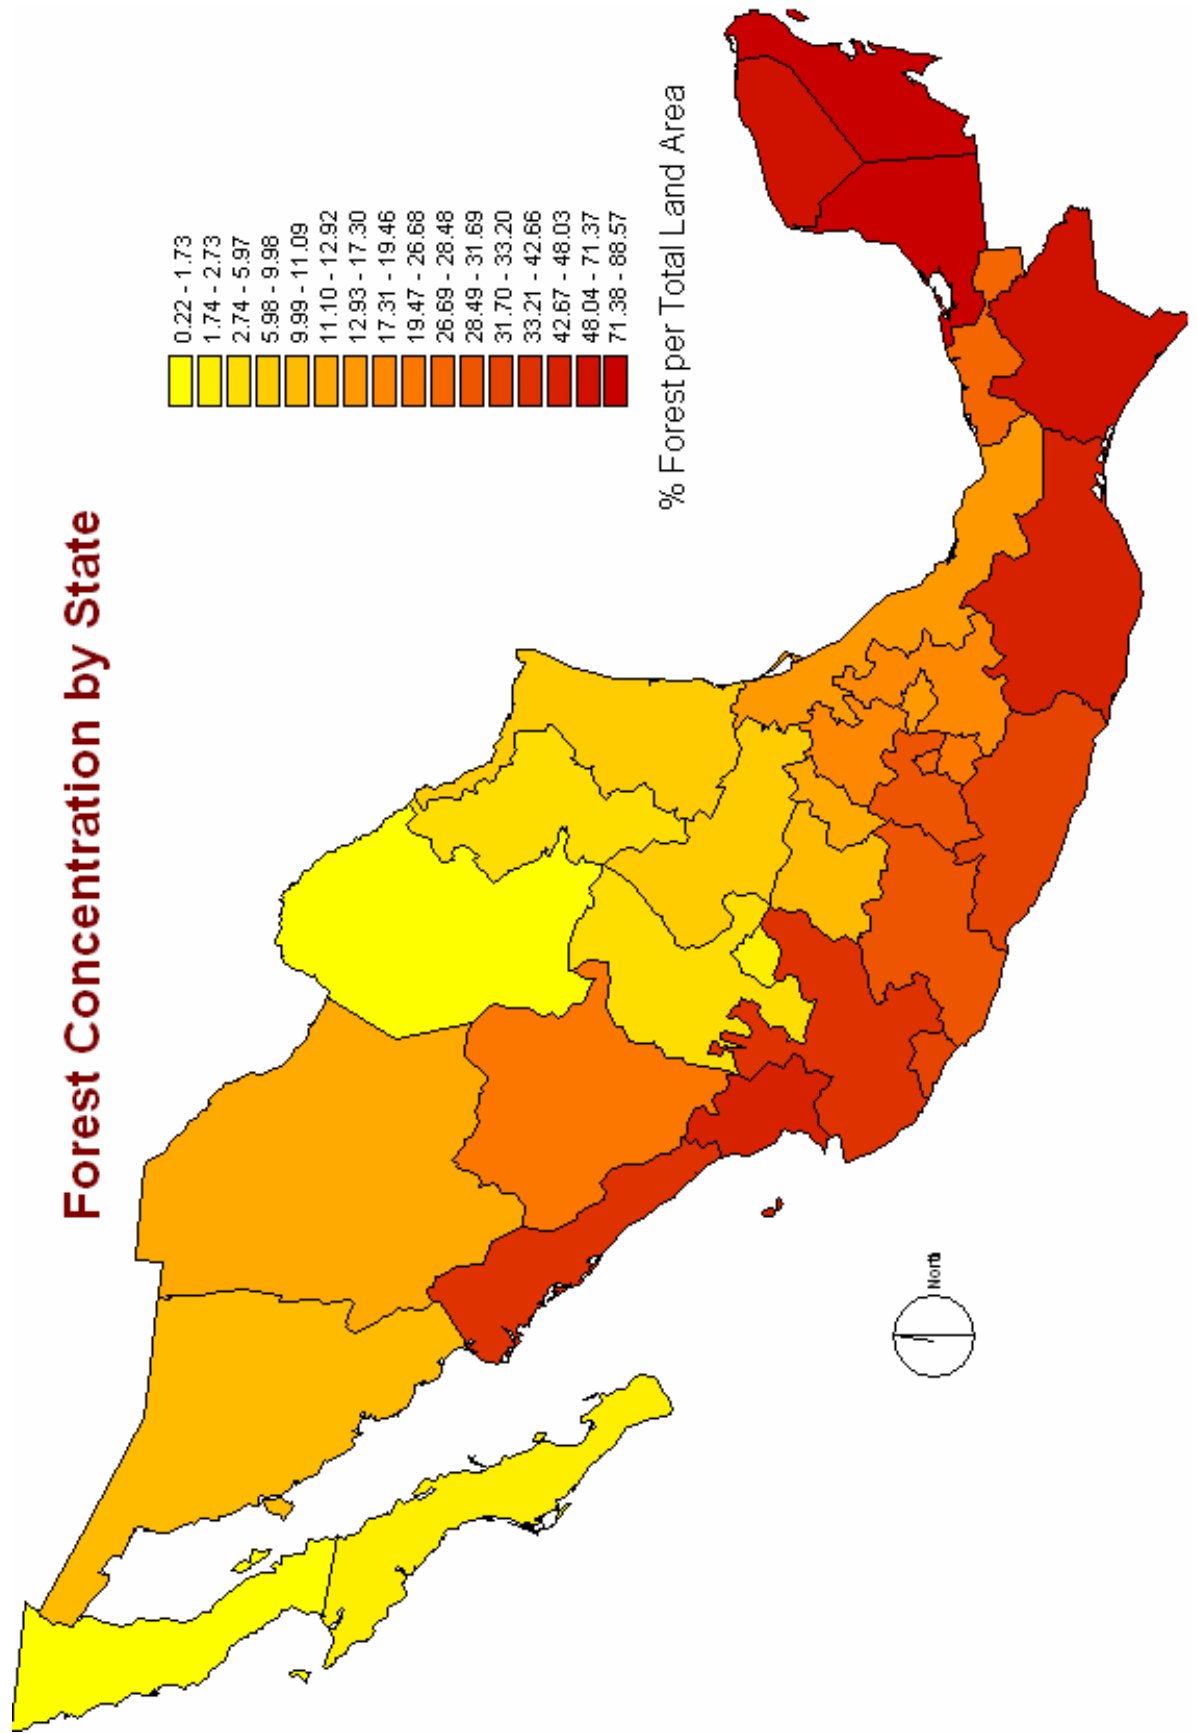 Forest Concentration by State
0.22 - 1.73
1.74 - 2.73
2.74 - 5.97
5.98 - 9.98
9.99 - 11.09
11.10 - 12.92
12.93 - 17.30
17.31 - 19.46
19.47 - 26.68
26.69 - 28.48
28.49 - 31.69
31.70 - 33.20
33.21 - 42.66
42.67 - 48.03
48.04 - 71.37
71.38 - 88.57
% Forest per Total Land Area
North